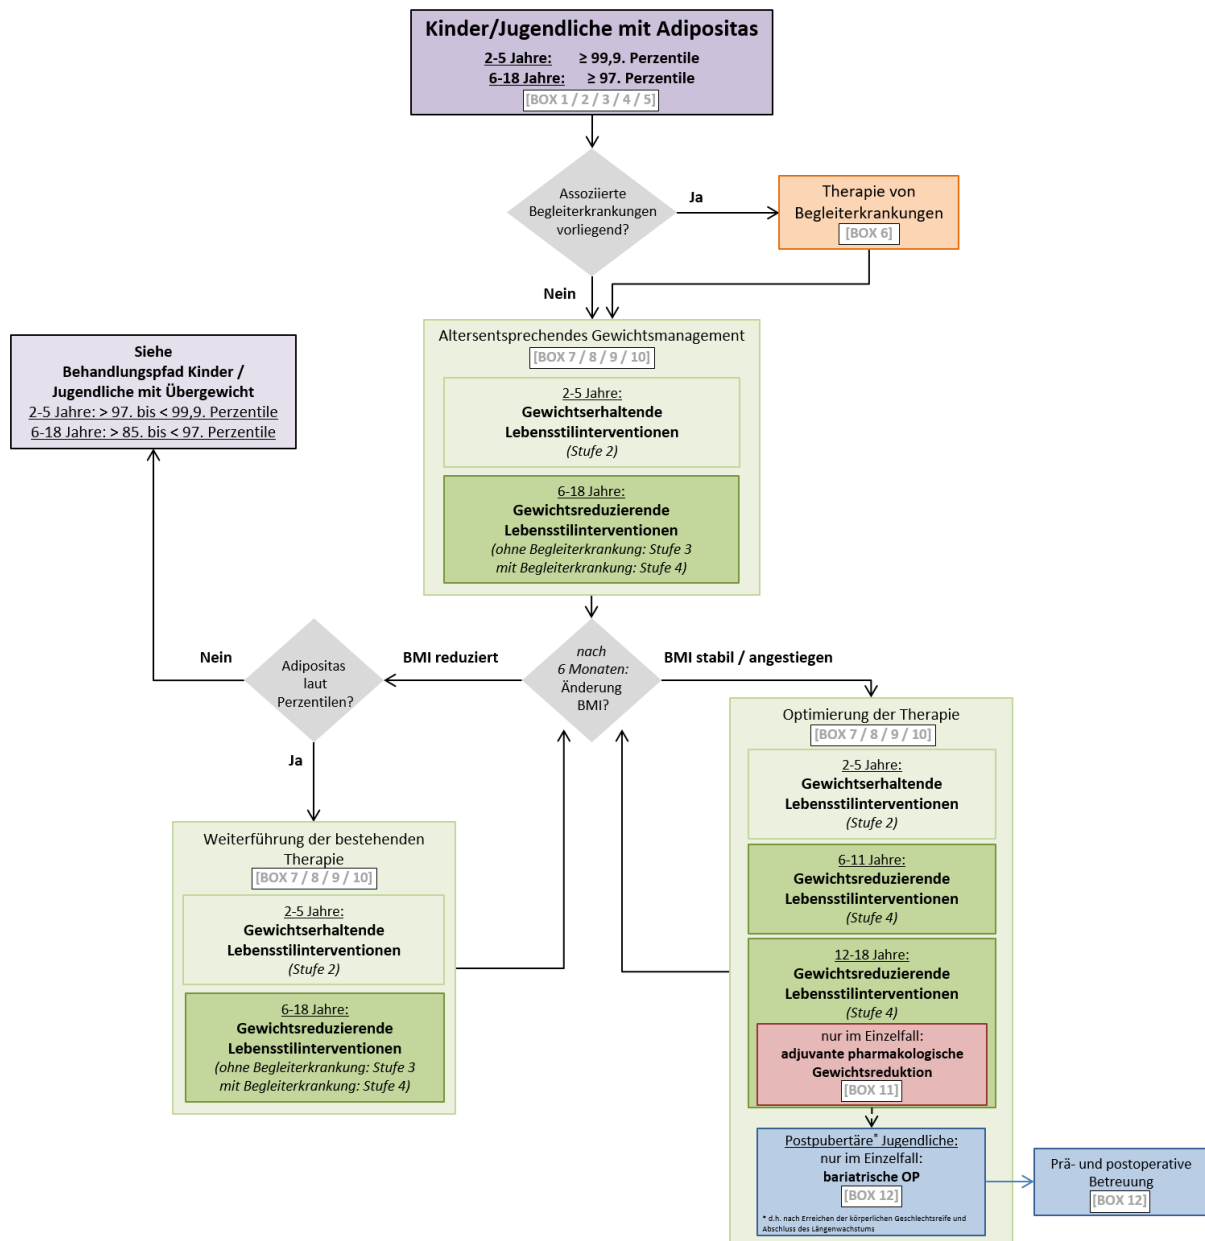 Kinder/Jugendliche mit Adipositas
2-5 Jahre: ≥ 99,9. Perzentile
6-18 Jahre: ≥ 97. Perzentile
[BOX 1 / 2 / 3 / 4 / 5]
Assoziierte
Begleiterkrankungen
vorliegend?
Ja
Therapie von
Begleiterkrankungen
[BOX 6]
Nein
Altersentsprechendes Gewichtsmanagement
[BOX 7 / 8 / 9 / 10]
2-5 Jahre:
Gewichtserhaltende
Lebensstilinterventionen
(Stufe 2)
6-18 Jahre:
Gewichtsreduzierende
Lebensstilinterventionen
(ohne Begleiterkrankung: Stufe 3
mit Begleiterkrankung: Stufe 4)
Siehe
Behandlungspfad Kinder /
Jugendliche mit Übergewicht
2-5 Jahre: > 97. bis < 99,9. Perzentile
6-18 Jahre: > 85. bis < 97. Perzentile
nach
6 Monaten:
Änderung
BMI?
BMI reduziert
Adipositas
laut
Perzentilen?
Nein
Ja
Weiterführung der bestehenden
Therapie
[BOX 7 / 8 / 9 / 10]
2-5 Jahre:
Gewichtserhaltende
Lebensstilinterventionen
(Stufe 2)
6-18 Jahre:
Gewichtsreduzierende
Lebensstilinterventionen
(ohne Begleiterkrankung: Stufe 3
mit Begleiterkrankung: Stufe 4)
BMI stabil / angestiegen
Optimierung der Therapie
[BOX 7 / 8 / 9 / 10]
2-5 Jahre:
Gewichtserhaltende
Lebensstilinterventionen
(Stufe 2)
6-11 Jahre:
Gewichtsreduzierende
Lebensstilinterventionen
(Stufe 4)
12-18 Jahre:
Gewichtsreduzierende
Lebensstilinterventionen
(Stufe 4)
nur im Einzelfall:
adjuvante pharmakologische
Gewichtsreduktion
[BOX 11]
Postpubertäre* Jugendliche:
nur im Einzelfall:
bariatrische OP
[BOX 12]
* d.h. nach Erreichen der körperlichen Geschlechtsreife und
Abschluss des Längenwachstums
Prä- und postoperative
Betreuung
[BOX 12]